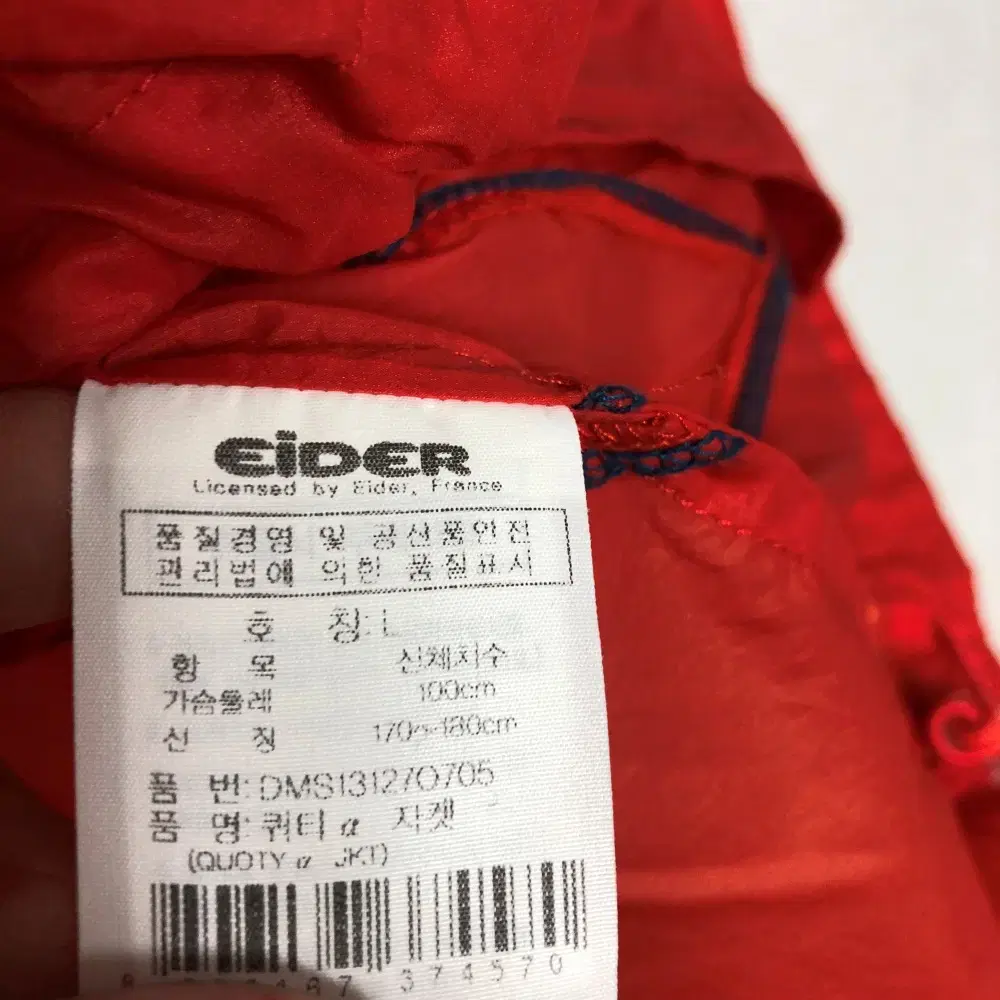 EiDER
Licensed by Eider, France
품질경영 및 공산품안전
관리법에 의한 품질표시
호 칭: L
항 목 신체치수
가슴둘레 100cm
신 장 170~180cm
품 번: DMS13127O705
품 명: 쿼터 α 자켓
(QUOTY α JKT)
374570